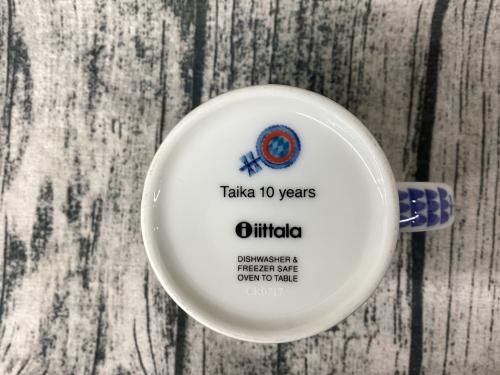 Taika 10 years
iittala
DISHWASHER &
FREEZER SAFE
OVEN TO TABLE